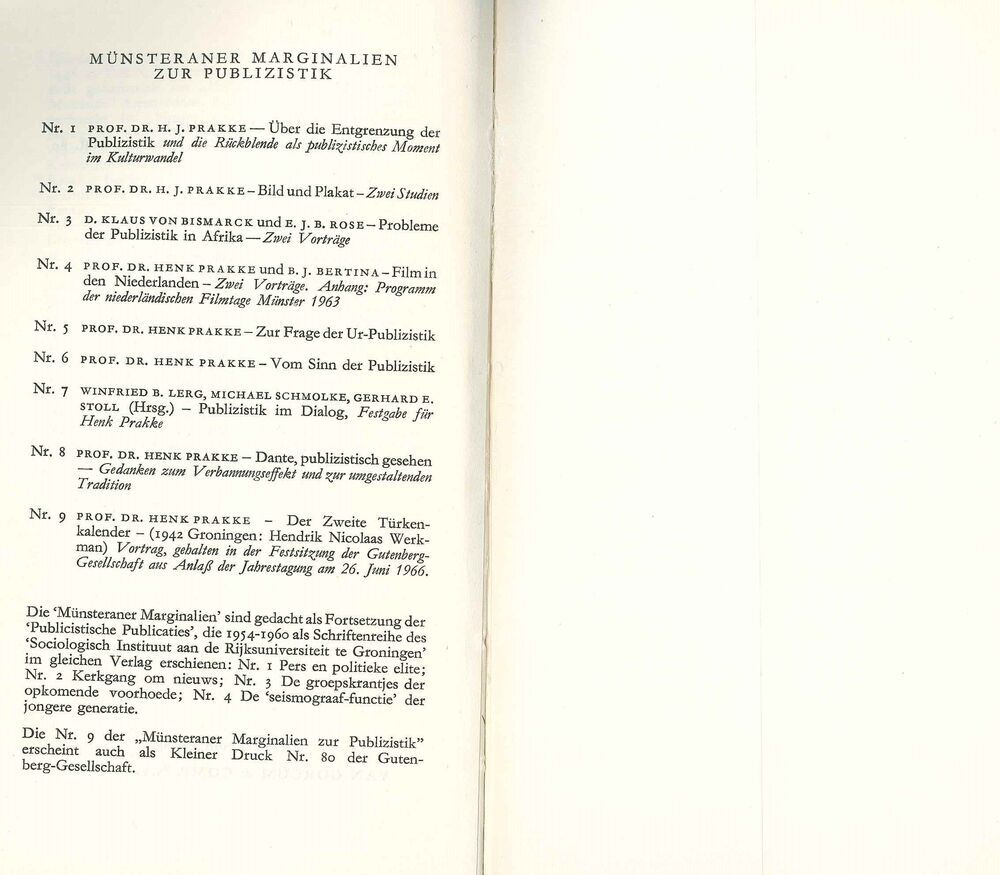 MÜNSTERANER MARGINALIEN
ZUR PUBLIZISTIK
Nr. 1 PROF. DR. H. J. PRAKKE — Über die Entgrenzung der
Publizistik und die Rückblende als publizistisches Moment
im Kulturwandel
Nr. 2 PROF. DR. H. J. PRAKKE – Bild und Plakat – Zwei Studien
Nr. 3 D. KLAUS VON BISMARCK und E. J. B. ROSE – Probleme
der Publizistik in Afrika — Zwei Vorträge
Nr. 4 PROF. DR. HENK PRAKKE und B. J. BERTINA – Film in
den Niederlanden – Zwei Vorträge. Anhang: Programm
der niederländischen Filmtage Münster 1963
Nr. 5 PROF. DR. HENK PRAKKE – Zur Frage der Ur-Publizistik
Nr. 6 PROF. DR. HENK PRAKKE – Vom Sinn der Publizistik
Nr. 7 WINFRIED B. LERG, MICHAEL SCHMOLKE, GERHARD E.
STOLL (Hrsg.) – Publizistik im Dialog, Festgabe für
Henk Prakke
Nr. 8 PROF. DR. HENK PRAKKE – Dante, publizistisch gesehen
— Gedanken zum Verbannungseffekt und zur umgestaltenden
Tradition
Nr. 9 PROF. DR. HENK PRAKKE – Der Zweite Türken-
kalender – (1942 Groningen: Hendrik Nicolaas Werk-
man) Vortrag, gehalten in der Festsitzung der Gutenberg-
Gesellschaft aus Anlaß der Jahrestagung am 26. Juni 1966.
Die ‘Münsteraner Marginalien’ sind gedacht als Fortsetzung der
‘Publicistische Publicaties’, die 1954-1960 als Schriftenreihe des
‘Sociologisch Instituut aan de Rijksuniversiteit te Groningen’
im gleichen Verlag erschienen: Nr. 1 Pers en politieke elite;
Nr. 2 Kerkgang om nieuws; Nr. 3 De groepskrantjes der
opkomende voorhoede; Nr. 4 De ‘seismograaf-functie’ der
jongere generatie.
Die Nr. 9 der „Münsteraner Marginalien zur Publizistik”
erscheint auch als Kleiner Druck Nr. 80 der Guten-
berg-Gesellschaft.